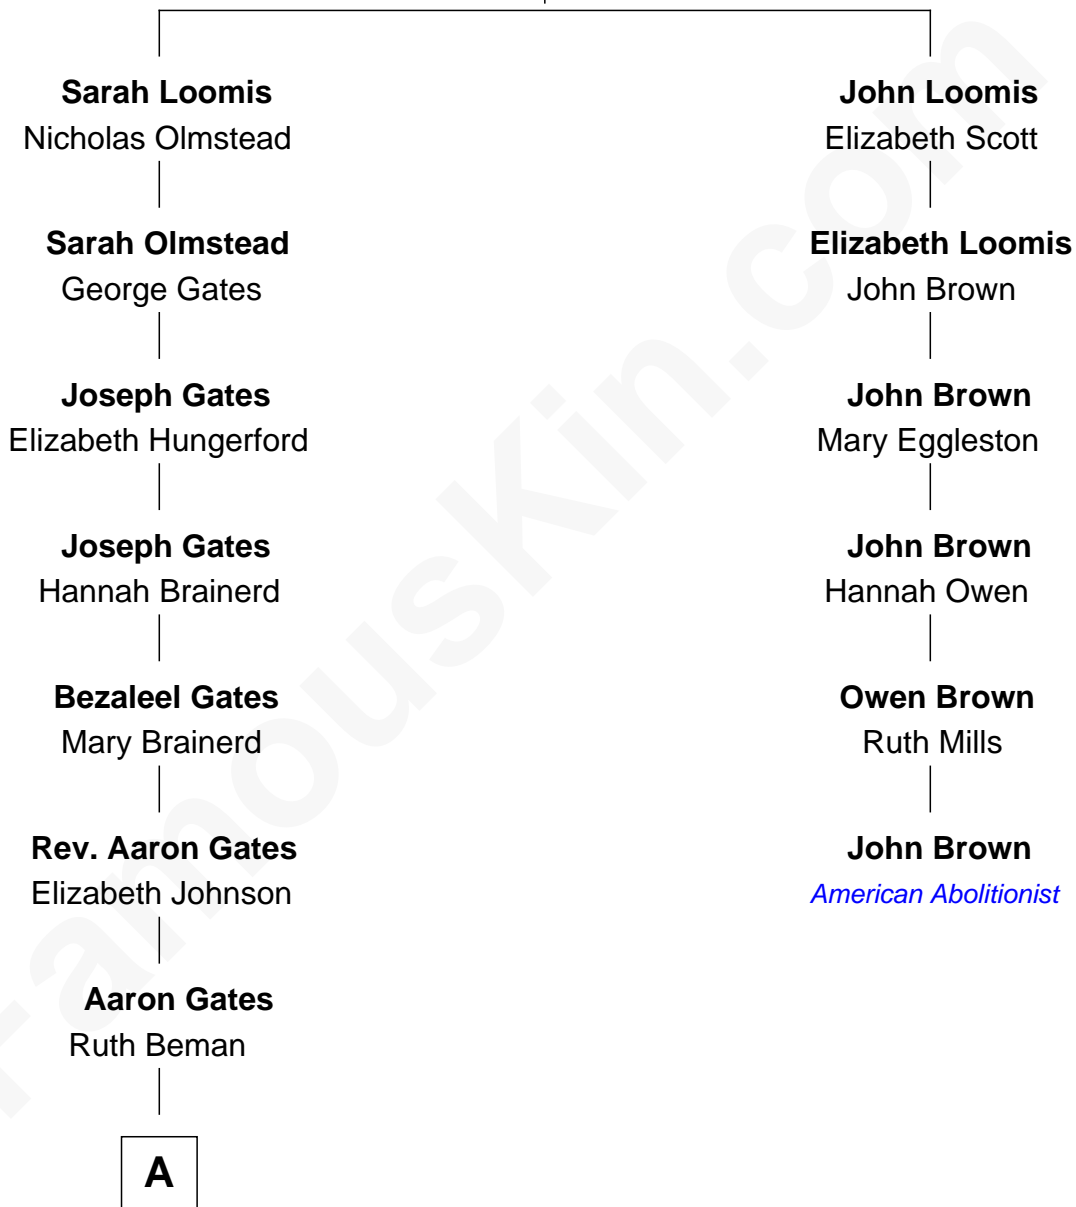 Sarah Loomis
Nicholas Olmstead
Sarah Olmstead
George Gates
Joseph Gates
Elizabeth Hungerford
Joseph Gates
Hannah Brainerd
Bezaleel Gates
Mary Brainerd
Rev. Aaron Gates
Elizabeth Johnson
Aaron Gates
Ruth Beman
A
John Loomis
Elizabeth Scott
Elizabeth Loomis
John Brown
John Brown
Mary Eggleston
John Brown
Hannah Owen
Owen Brown
Ruth Mills
John Brown
American Abolitionist
FamousKin.com